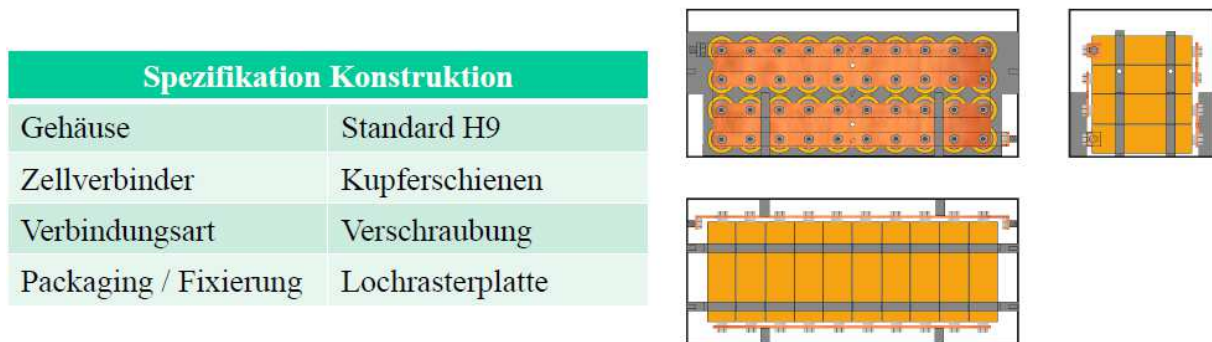 Spezifikation Konstruktion
Gehäuse Standard H9
Zellverbinder Kupferschienen
Verbindungsart Verschraubung
Packaging / Fixierung Lochrasterplatte